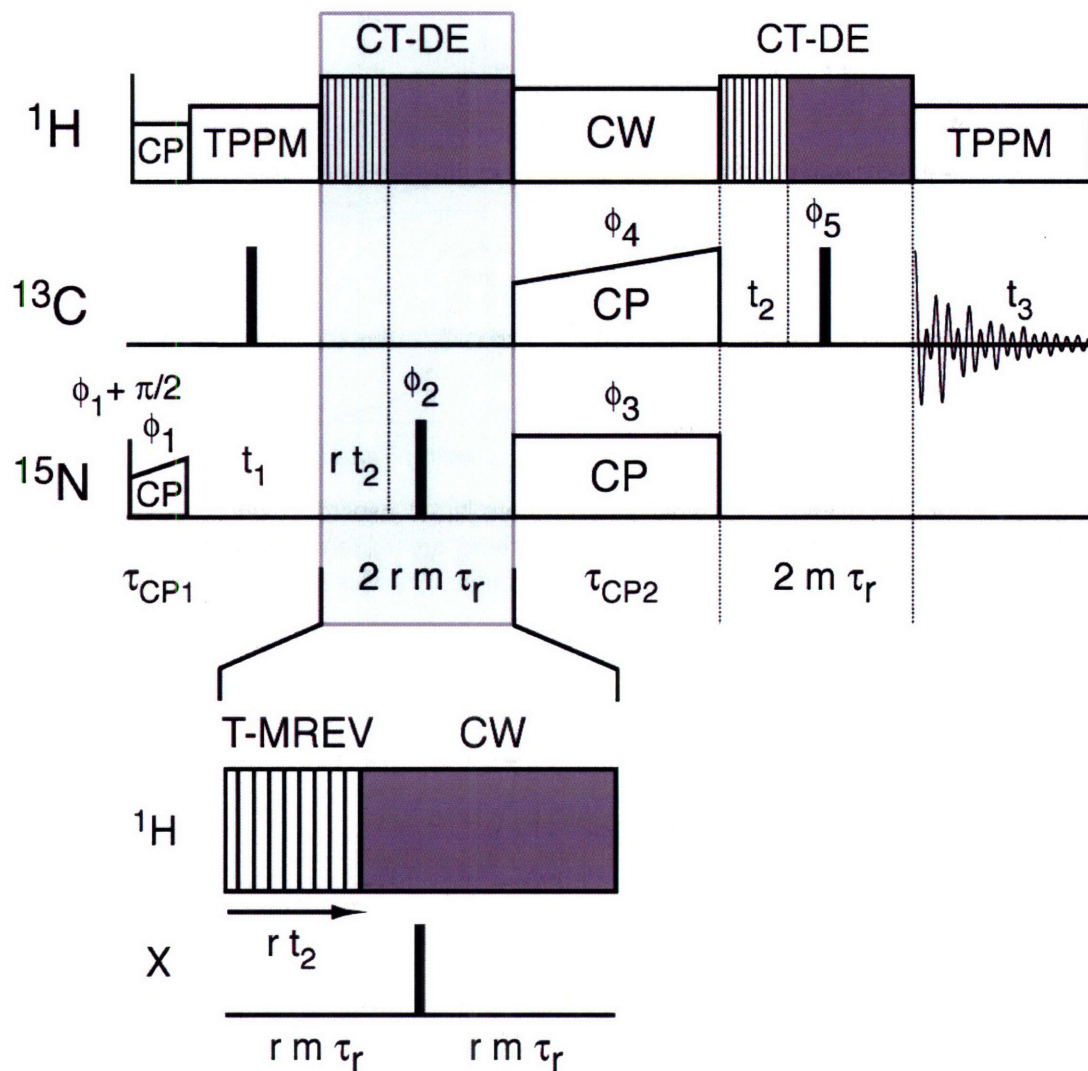 CT-DE CT-DE
¹H CP TPPM CW TPPM
ϕ₄ ϕ₅
¹³C CP t₂ t₃
ϕ₁ + π/2
ϕ₁ ϕ₂ ϕ₃
¹⁵N CP t₁ r t₂ CP
τCP1 2 r m τᵣ τCP2 2 m τᵣ
T-MREV CW
¹H
r t₂
X
r m τᵣ r m τᵣ